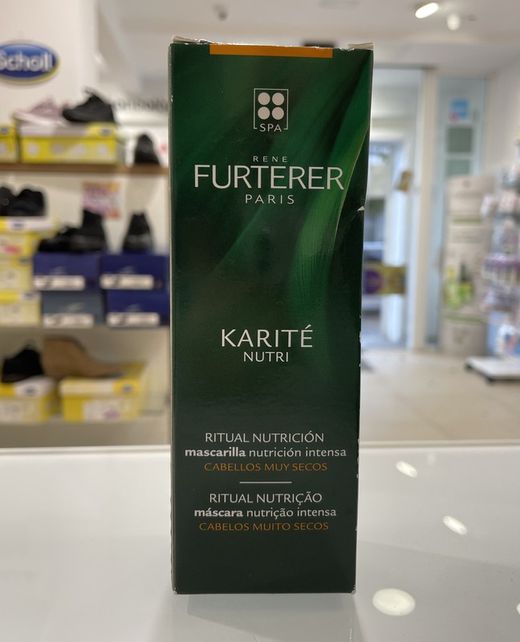 Scholl
SPA
RENE
FURTERER
PARIS
KARITÉ
NUTRI
RITUAL NUTRICIÓN
mascarilla nutrición intensa
CABELLOS MUY SECOS
RITUAL NUTRIÇÃO
máscara nutrição intensa
CABELOS MUITO SECOS